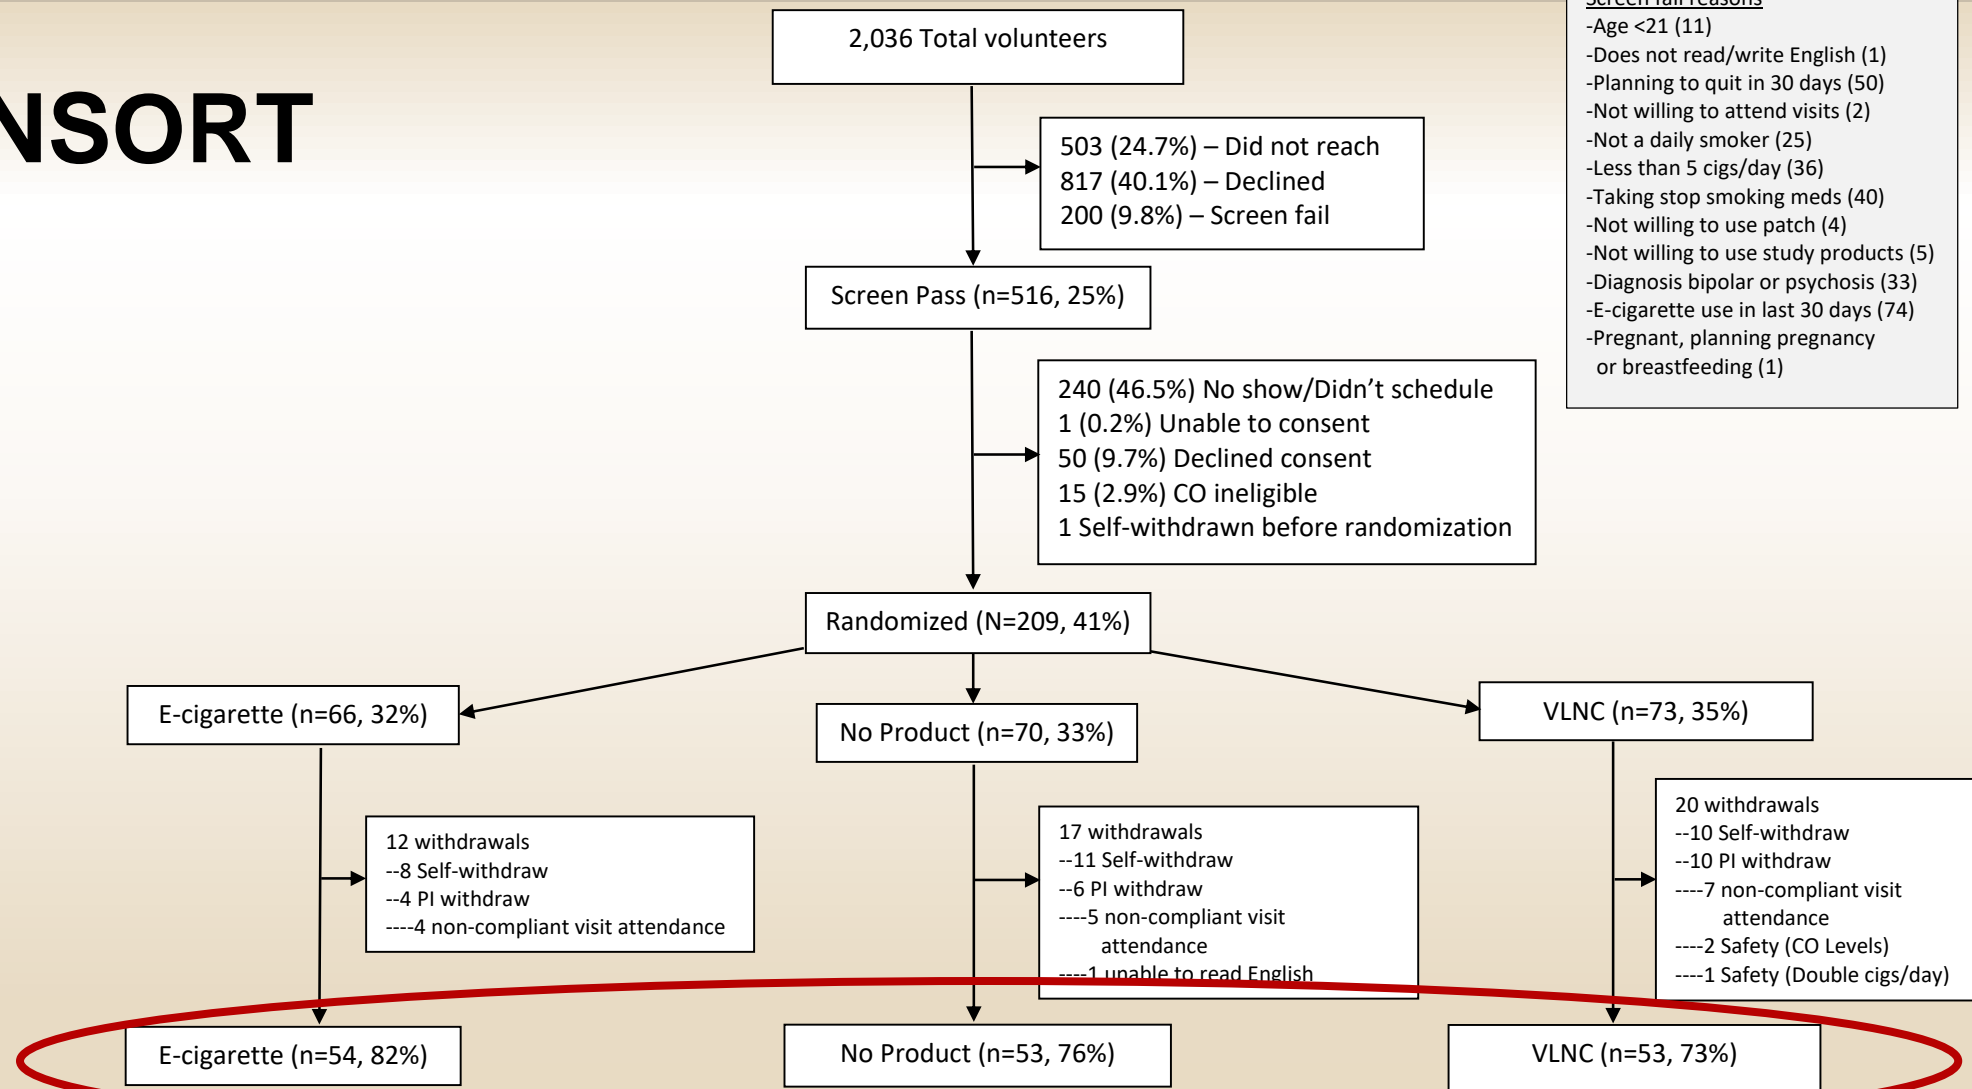 NSORT
2,036 Total volunteers
503 (24.7%) – Did not reach
817 (40.1%) – Declined
200 (9.8%) – Screen fail
Screen fail reasons
-Age <21 (11)
-Does not read/write English (1)
-Planning to quit in 30 days (50)
-Not willing to attend visits (2)
-Not a daily smoker (25)
-Less than 5 cigs/day (36)
-Taking stop smoking meds (40)
-Not willing to use patch (4)
-Not willing to use study products (5)
-Diagnosis bipolar or psychosis (33)
-E-cigarette use in last 30 days (74)
-Pregnant, planning pregnancy
or breastfeeding (1)
Screen Pass (n=516, 25%)
240 (46.5%) No show/Didn’t schedule
1 (0.2%) Unable to consent
50 (9.7%) Declined consent
15 (2.9%) CO ineligible
1 Self-withdrawn before randomization
Randomized (N=209, 41%)
E-cigarette (n=66, 32%)
No Product (n=70, 33%)
VLNC (n=73, 35%)
12 withdrawals
--8 Self-withdraw
--4 PI withdraw
----4 non-compliant visit attendance
17 withdrawals
--11 Self-withdraw
--6 PI withdraw
----5 non-compliant visit
attendance
----1 unable to read English
20 withdrawals
--10 Self-withdraw
--10 PI withdraw
----7 non-compliant visit
attendance
----2 Safety (CO Levels)
----1 Safety (Double cigs/day)
E-cigarette (n=54, 82%)
No Product (n=53, 76%)
VLNC (n=53, 73%)